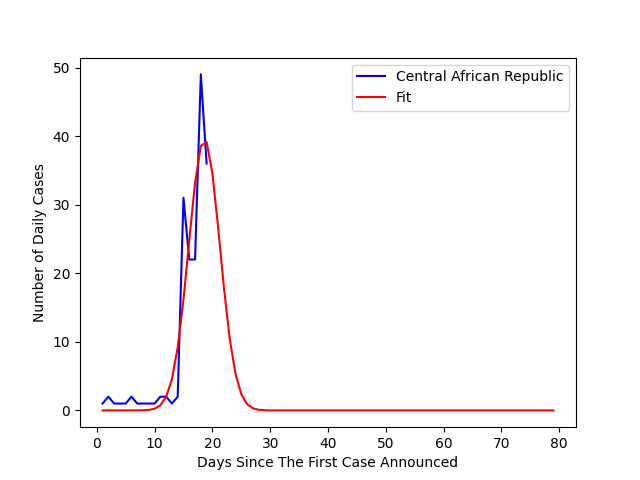 Central African Republic
Fit
50
40
30
20
10
0
Number of Daily Cases
0 10 20 30 40 50 60 70 80
Days Since The First Case Announced